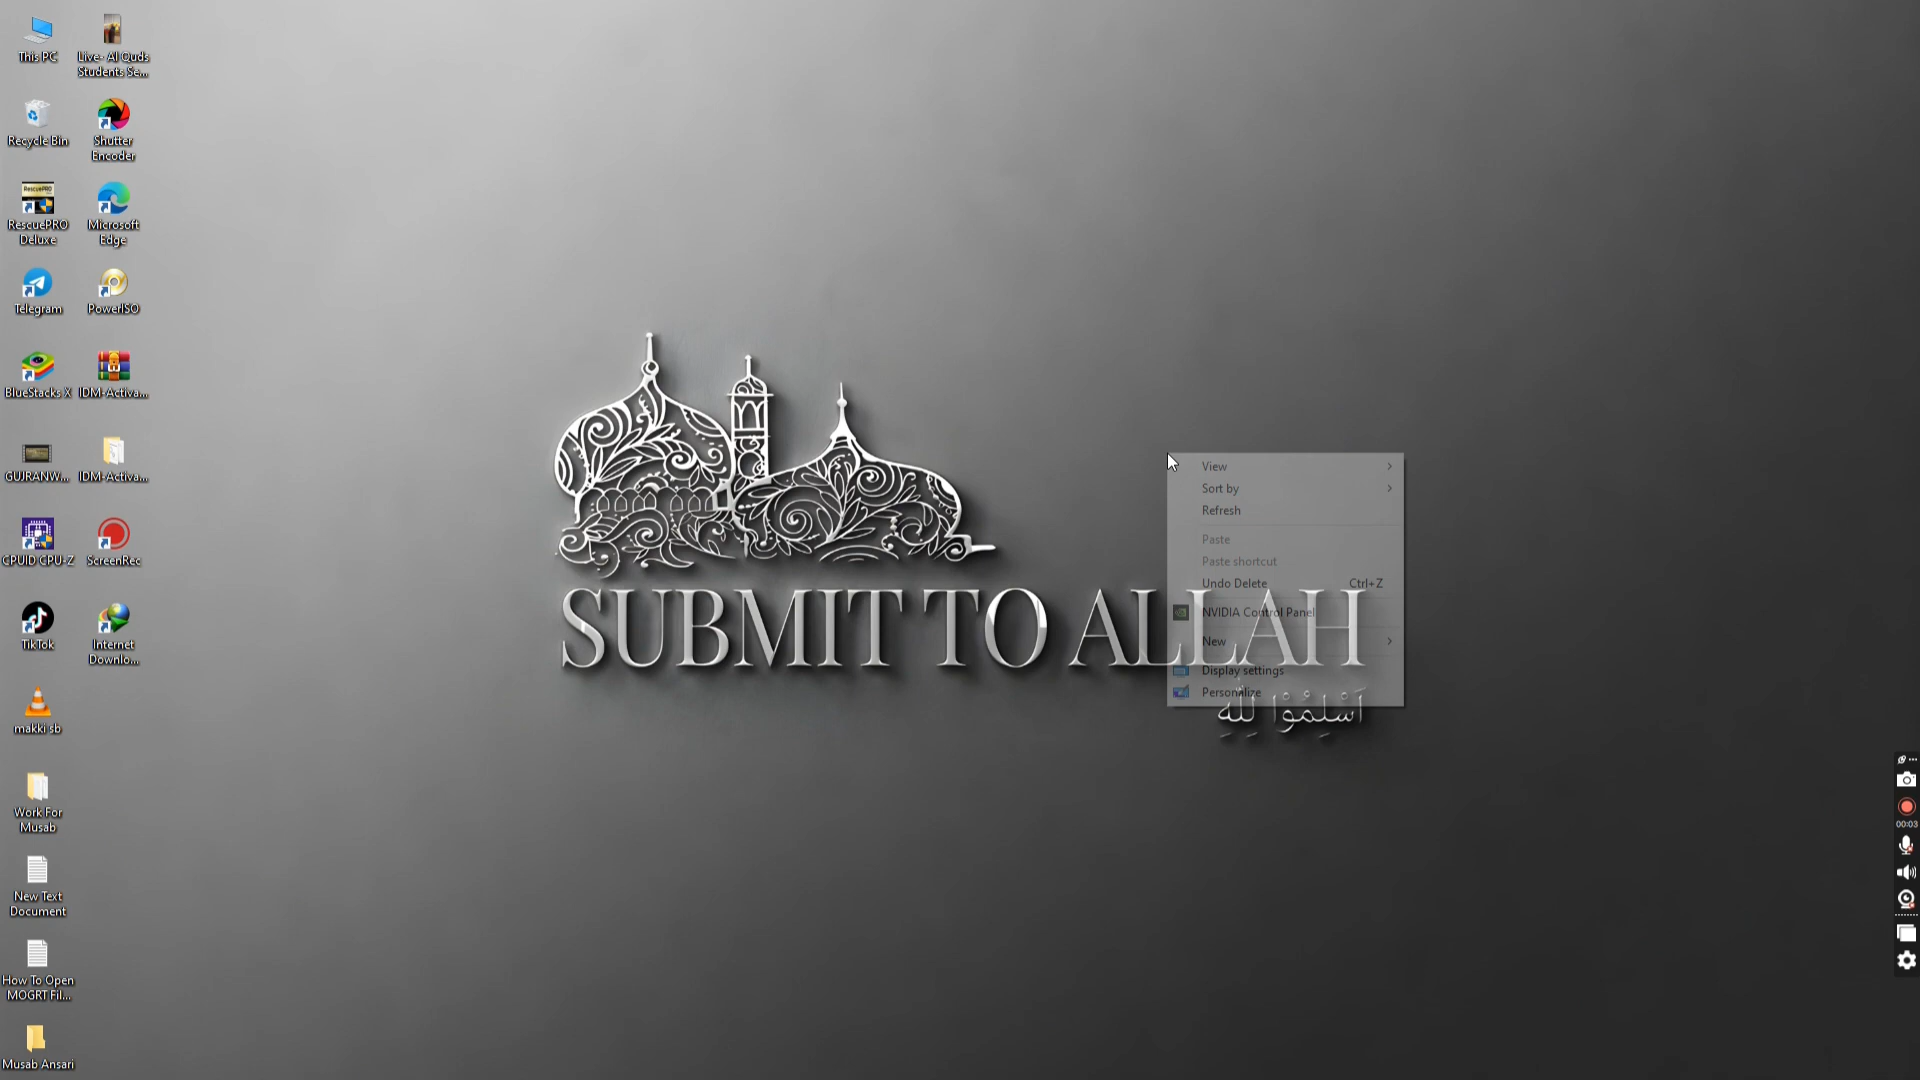 This PC
Live- Al Quds
Students Se...
Recycle Bin
Shutter
Encoder
RescuePRO
RescuePRO
Deluxe
Microsoft
Edge
Telegram
PowerISO
BlueStacks X
IDM-Activa...
GUJRANW...
IDM-Activa...
CPUID CPU-Z
ScreenRec
TikTok
Internet
Downlo...
makki sb
Work For
Musab
New Text
Document
How To Open
MOGRT Fil...
Musab Ansari
SUBMIT TO ALLAH
اَسْلِمُوْا لِلّٰهِ
View
Sort by
Refresh
Paste
Paste shortcut
Undo Delete Ctrl+Z
NVIDIA Control Panel
New
Display settings
Personalize
00:03